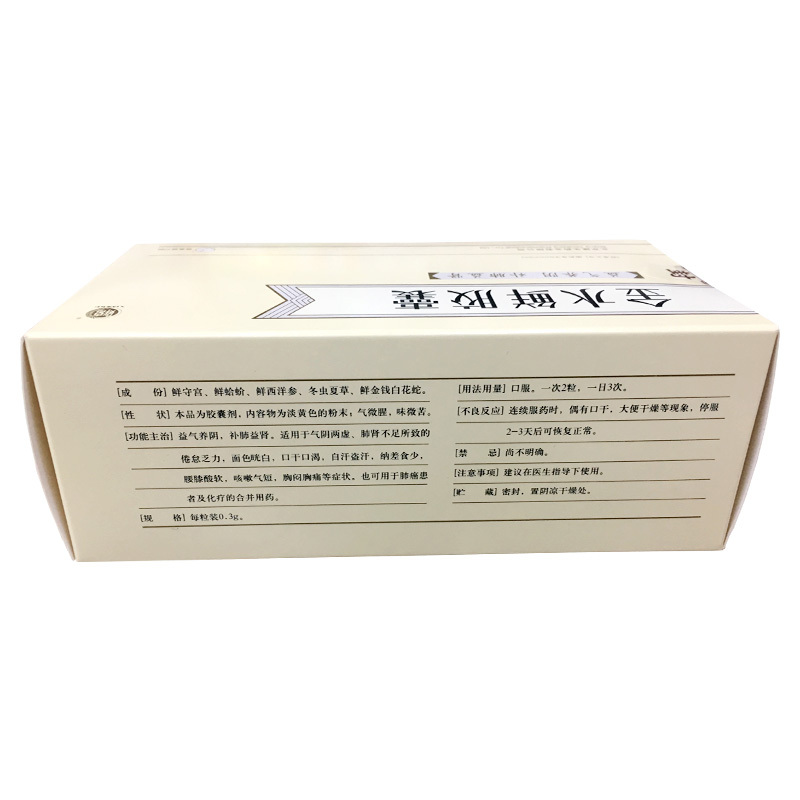 金水鲜胶囊
益气养阴 补肺益肾
[成 份] 鲜守宫、鲜蛤蚧、鲜西洋参、冬虫夏草、鲜金钱白花蛇。
[性 状] 本品为胶囊剂，内容物为淡黄色的粉末；气微腥，味微苦。
[功能主治] 益气养阴，补肺益肾。适用于气阴两虚、肺肾不足所致的
倦怠乏力，面色㿠白，口干口渴，自汗盗汗，纳差食少，
腰膝酸软，咳嗽气短，胸闷胸痛等症状。也可用于肺癌患
者及化疗的合并用药。
[规 格] 每粒装0.3g。
[用法用量] 口服。一次2粒，一日3次。
[不良反应] 连续服药时，偶有口干，大便干燥等现象，停服
2-3天后可恢复正常。
[禁 忌] 尚不明确。
[注意事项] 建议在医生指导下使用。
[贮 藏] 密封，置阴凉干燥处。